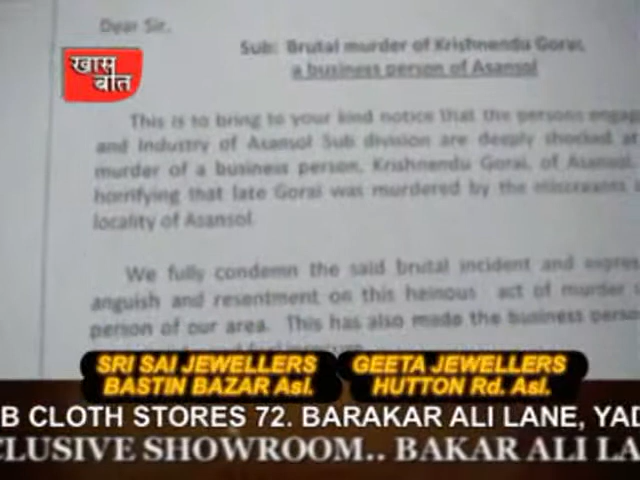 Dear Sir,
Sub: Brutal murder of Krishnendu Gorai,
a business person of Asansol
खास
बात
This is to bring to your kind notice that the persons engag
and Industry of Asansol Sub division are deeply shocked at
murder of a business person, Krishnendu Gorai, of Asansol.
horrifying that late Gorai was murdered by the miscreants
locality of Asansol.
We fully condemn the said brutal incident and expres
anguish and resentment on this heinous act of murder
person of our area. This has also made the business perso
SRI SAI JEWELLERS
BASTIN BAZAR Asl.
GEETA JEWELLERS
HUTTON Rd. Asl.
B CLOTH STORES 72. BARAKAR ALI LANE, YAD
CLUSIVE SHOWROOM.. BAKAR ALI LA